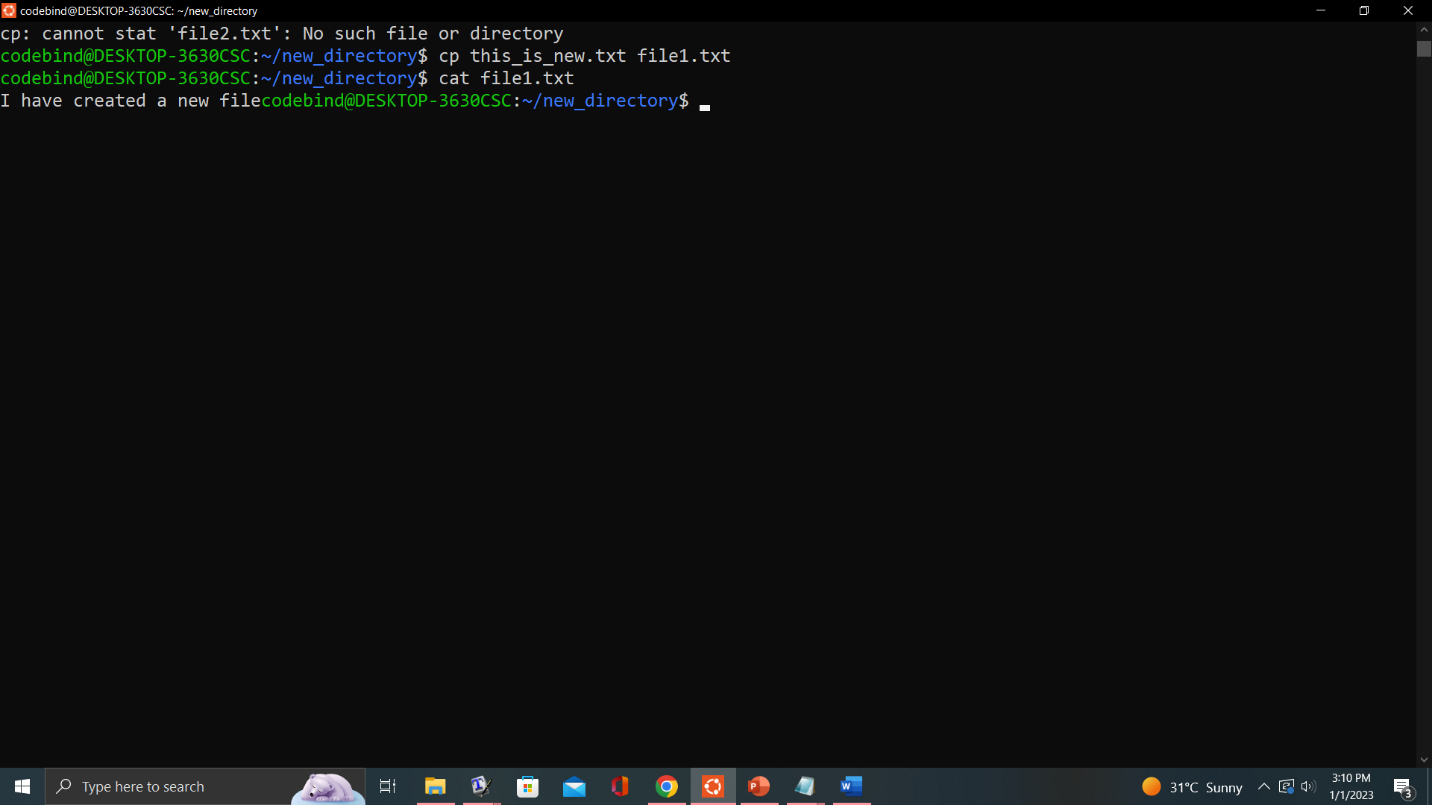 codebind@DESKTOP-3630CSC: ~/new_directory
cp: cannot stat 'file2.txt': No such file or directory
codebind@DESKTOP-3630CSC:~/new_directory$ cp this_is_new.txt file1.txt
codebind@DESKTOP-3630CSC:~/new_directory$ cat file1.txt
I have created a new filecodebind@DESKTOP-3630CSC:~/new_directory$
Type here to search
31°C Sunny
3:10 PM
1/1/2023
3